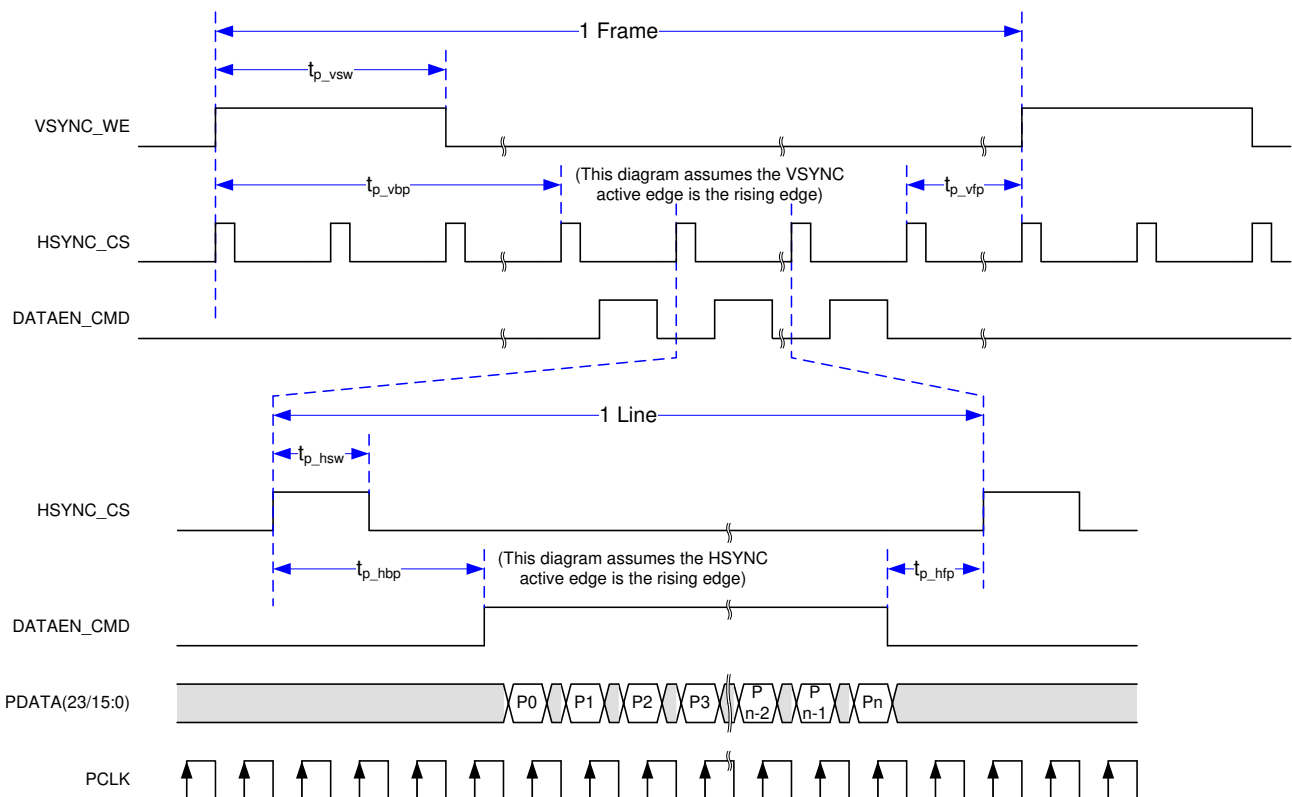 1 Frame
tp_vsw
VSYNC_WE
(This diagram assumes the VSYNC
active edge is the rising edge)
tp_vbp
tp_vfp
HSYNC_CS
DATAEN_CMD
1 Line
tp_hsw
HSYNC_CS
(This diagram assumes the HSYNC
active edge is the rising edge)
tp_hbp
tp_hfp
DATAEN_CMD
PDATA(23/15:0)
P0
P1
P2
P3
P
n-2
P
n-1
Pn
PCLK